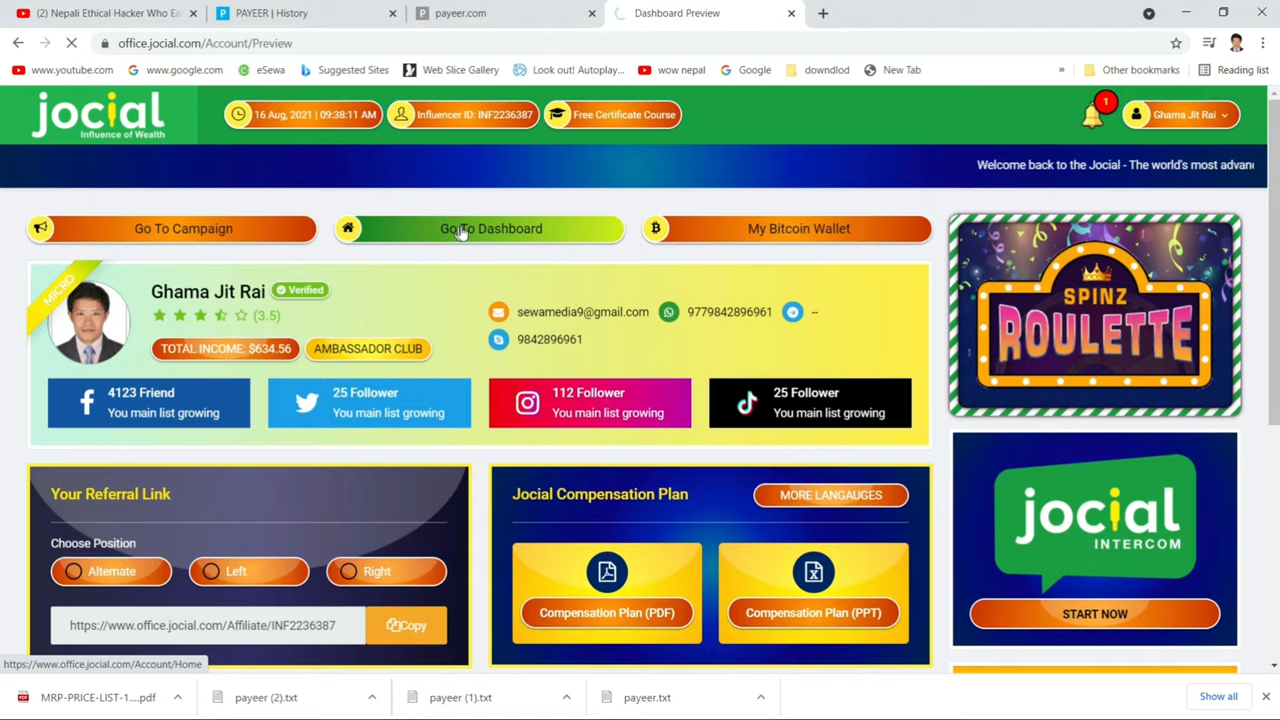 (2) Nepali Ethical Hacker Who Ea
PAYEER | History
payeer.com
Dashboard Preview
office.jocial.com/Account/Preview
www.youtube.com
www.google.com
eSewa
Suggested Sites
Web Slice Gallery
Look out! Autoplay...
wow nepal
Google
downdlod
New Tab
»
Other bookmarks
Reading list
jocial
Influence of Wealth
16 Aug, 2021 | 09:38:11 AM
Influencer ID: INF2236387
Free Certificate Course
1
Ghama Jit Rai
Welcome back to the Jocial - The world's most advanc
Go To Campaign
Go To Dashboard
My Bitcoin Wallet
MICRO
Ghama Jit Rai
Verified
(3.5)
TOTAL INCOME: $634.56
AMBASSADOR CLUB
sewamedia9@gmail.com
9779842896961
--
9842896961
4123 Friend
You main list growing
25 Follower
You main list growing
112 Follower
You main list growing
25 Follower
You main list growing
SPINZ
ROULETTE
Your Referral Link
Choose Position
Alternate
Left
Right
https://www.office.jocial.com/Affiliate/INF2236387
Copy
Jocial Compensation Plan
MORE LANGAUGES
Compensation Plan (PDF)
Compensation Plan (PPT)
jocial
INTERCOM
START NOW
https://www.office.jocial.com/Account/Home
MRP-PRICE-LIST-1....pdf
payeer (2).txt
payeer (1).txt
payeer.txt
Show all